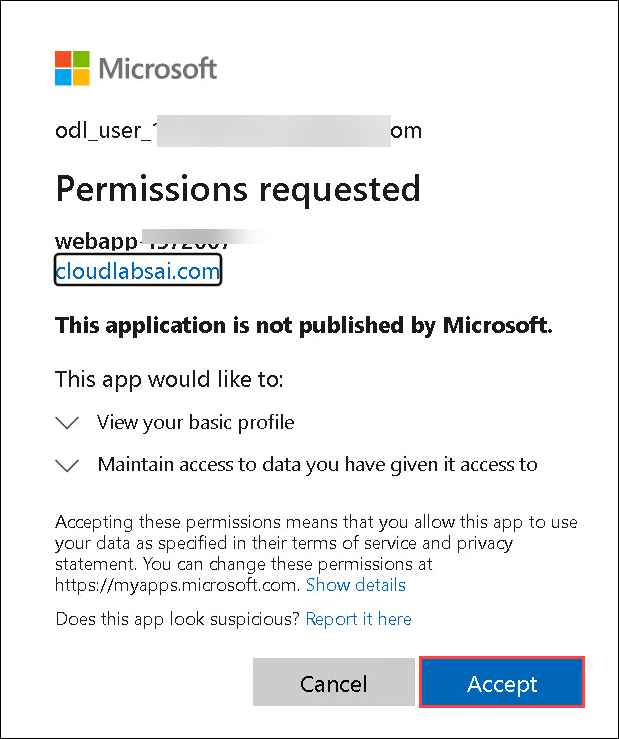 Microsoft
odl_user_ om
Permissions requested
cloudlabsai.com
This application is not published by Microsoft.
This app would like to:
View your basic profile
Maintain access to data you have given it access to
Accepting these permissions means that you allow this app to use
your data as specified in their terms of service and privacy
statement. You can change these permissions at
https://myapps.microsoft.com. Show details
Does this app look suspicious? Report it here
Cancel Accept